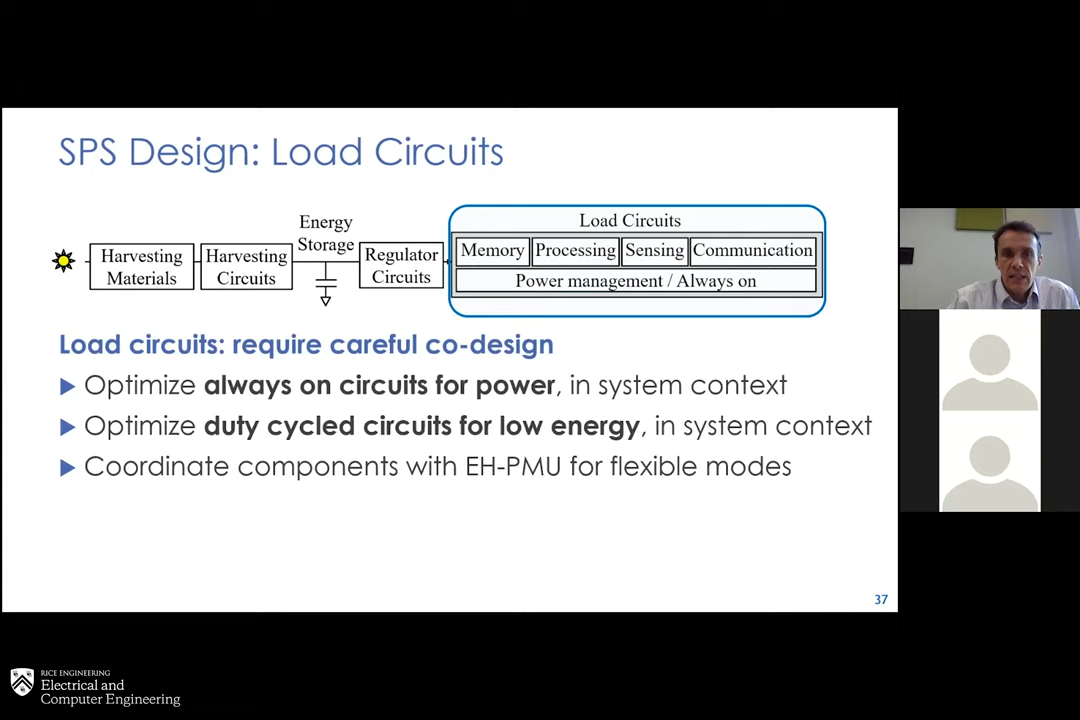 SPS Design: Load Circuits
Energy
Storage
Harvesting
Materials
Harvesting
Circuits
Regulator
Circuits
Load Circuits
Memory
Processing
Sensing
Communication
Power management / Always on
Load circuits: require careful co-design
Optimize always on circuits for power, in system context
Optimize duty cycled circuits for low energy, in system context
Coordinate components with EH-PMU for flexible modes
37
RICE ENGINEERING
Electrical and
Computer Engineering